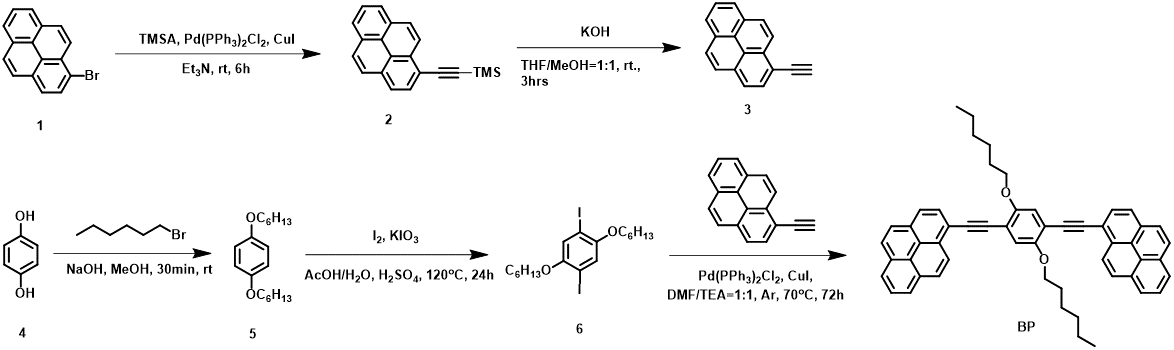 Br
1
TMSA, Pd(PPh₃)₂Cl₂, CuI
Et₃N, rt, 6h
TMS
2
KOH
THF/MeOH=1:1, rt.,
3hrs
3
OH
OH
4
Br
NaOH, MeOH, 30min, rt
OC₆H₁₃
OC₆H₁₃
5
I₂, KIO₃
AcOH/H₂O, H₂SO₄, 120°C, 24h
I
OC₆H₁₃
C₆H₁₃O
I
6
Pd(PPh₃)₂Cl₂, CuI,
DMF/TEA=1:1, Ar, 70°C, 72h
O
O
BP